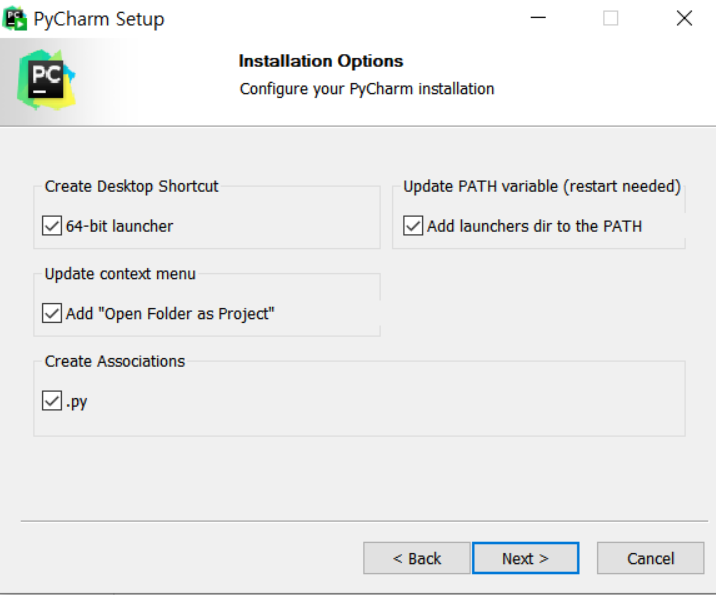 PyCharm Setup
PC
Installation Options
Configure your PyCharm installation
Create Desktop Shortcut
64-bit launcher
Update PATH variable (restart needed)
Add launchers dir to the PATH
Update context menu
Add "Open Folder as Project"
Create Associations
.py
< Back
Next >
Cancel